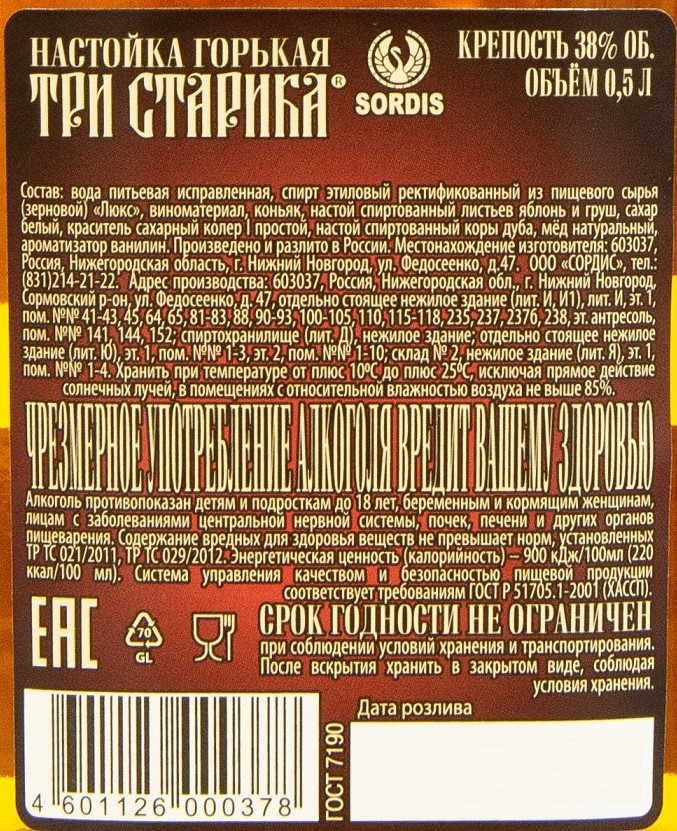 НАСТОЙКА ГОРЬКАЯ
ТРИ СТАРИКА®
SORDIS
КРЕПОСТЬ 38% ОБ.
ОБЪЁМ 0,5 Л
Состав: вода питьевая исправленная, спирт этиловый ректификованный из пищевого сырья
(зерновой) «Люкс», виноматериал, коньяк, настой спиртованный листьев яблонь и груш, сахар
белый, краситель сахарный колер I простой, настой спиртованный коры дуба, мёд натуральный,
ароматизатор ванилин. Произведено и разлито в России. Местонахождение изготовителя: 603037,
Россия, Нижегородская область, г. Нижний Новгород, ул. Федосеенко, д.47. ООО «СОРДИС», тел.:
(831)214-21-22. Адрес производства: 603037, Россия, Нижегородская обл., г. Нижний Новгород,
Сормовский р-он, ул. Федосеенко, д. 47, отдельно стоящее нежилое здание (лит. И, И1), лит. И, эт. 1,
пом. №№ 41-43, 45, 64, 65, 81-83, 88, 90-93, 100-105, 110, 115-118, 235, 237, 237б, 238, эт. антресоль,
пом. №№ 141, 144, 152; спиртохранилище (лит. Д), нежилое здание; отдельно стоящее нежилое
здание (лит. Ю), эт. 1, пом. №№ 1-3, эт. 2, пом. №№ 1-10; склад № 2, нежилое здание (лит. Я), эт. 1,
пом. №№ 1-4. Хранить при температуре от плюс 10ºС до плюс 25ºС, исключая прямое действие
солнечных лучей, в помещениях с относительной влажностью воздуха не выше 85%.
ЧРЕЗМЕРНОЕ УПОТРЕБЛЕНИЕ АЛКОГОЛЯ ВРЕДИТ ВАШЕМУ ЗДОРОВЬЮ
Алкоголь противопоказан детям и подросткам до 18 лет, беременным и кормящим женщинам,
лицам с заболеваниями центральной нервной системы, почек, печени и других органов
пищеварения. Содержание вредных для здоровья веществ не превышает норм, установленных
ТР ТС 021/2011, ТР ТС 029/2012. Энергетическая ценность (калорийность) – 900 кДж/100мл (220
ккал/100 мл). Система управления качеством и безопасностью пищевой продукции
соответствует требованиям ГОСТ Р 51705.1-2001 (ХАССП).
ЕАС
70
GL
СРОК ГОДНОСТИ НЕ ОГРАНИЧЕН
при соблюдении условий хранения и транспортирования.
После вскрытия хранить в закрытом виде, соблюдая
условия хранения.
Дата розлива
ГОСТ 7190
4 601126 000378